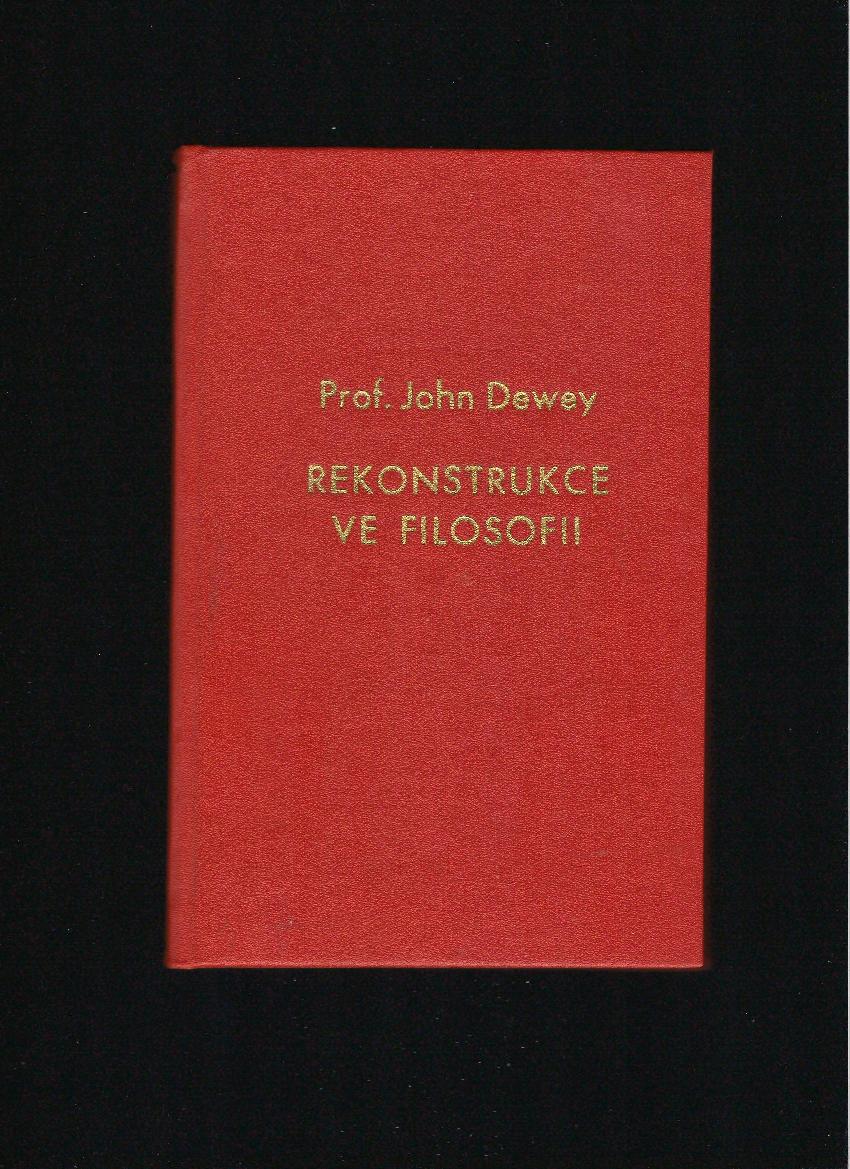 Prof. John Dewey
REKONSTRUKCE
VE FILOSOFII